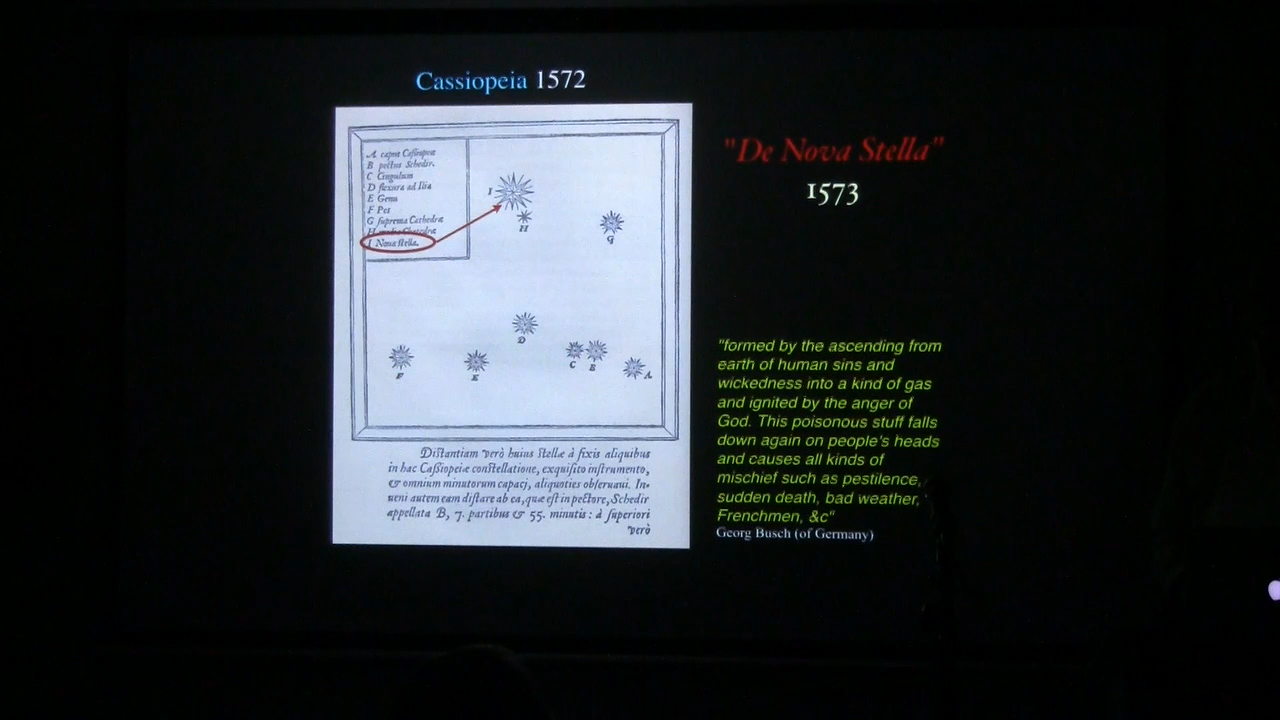 Cassiopeia 1572
A caput Caſsiopeæ
B pectus Schedir.
C Cingulum
D flexura ad Ilia
E Genu
F Pes
G ſuprema Cathedræ
H media Chatedræ
I Nova ſtella.
I
H
G
D
F
E
C
B
A
Diſtantiam verò huius ſtellæ à fixis aliquibus
in hac Caſsiopeiæ conſtellatione, exquiſito inſtrumento,
& omnium minutorum capacj, aliquoties obſeruaui. In-
ueni autem eam diſtare ab ea, quæ eſt in pectore, Schedir
appellata B, 7. partibus & 55. minutis : à ſuperiori
verò
"De Nova Stella"
1573
"formed by the ascending from
earth of human sins and
wickedness into a kind of gas
and ignited by the anger of
God. This poisonous stuff falls
down again on people's heads
and causes all kinds of
mischief such as pestilence,
sudden death, bad weather,
Frenchmen, &c"
Georg Busch (of Germany)